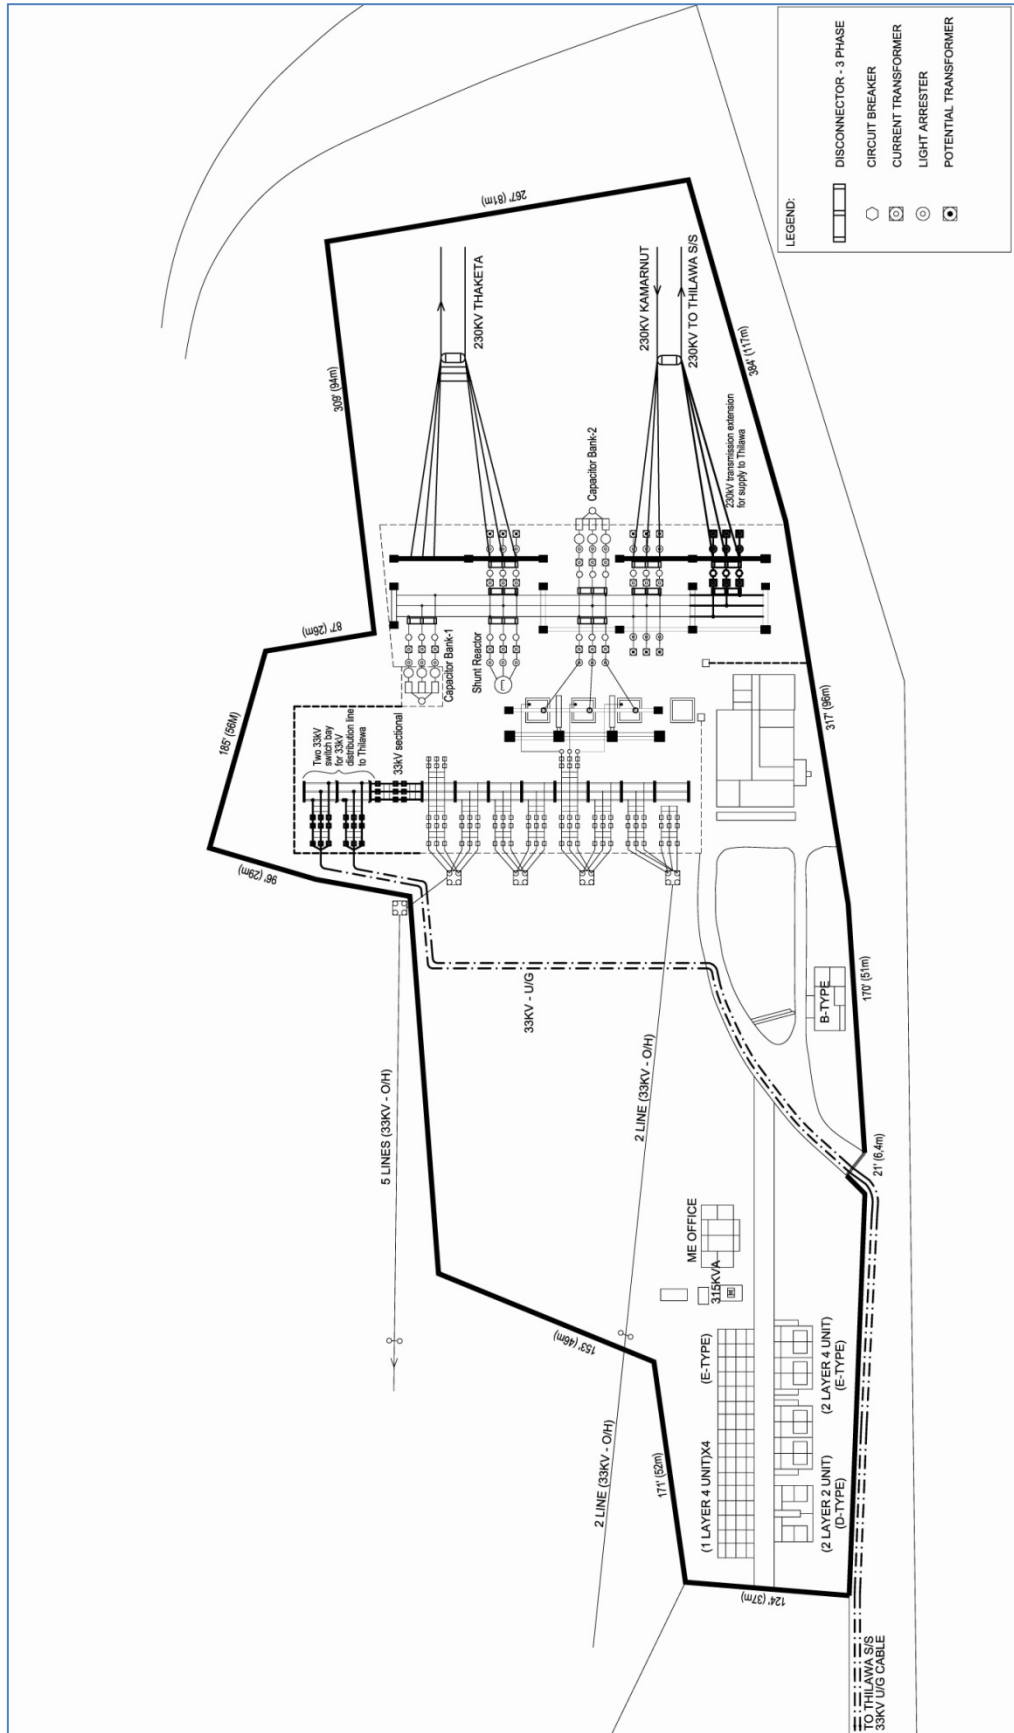 LEGEND:
DISCONNECTOR - 3 PHASE
CIRCUIT BREAKER
CURRENT TRANSFORMER
LIGHT ARRESTER
POTENTIAL TRANSFORMER
267' (81m)
309' (94m)
230KV THAKETA
230KV KAMARNUT
230KV TO THILAWA S/S
384' (117m)
230kV transmission extension
for supply to Thilawa
Capacitor Bank-2
87' (26m)
Capacitor Bank-1
Shunt Reactor
185' (56M)
Two 33kV
switch bay
for 33kV
distribution line
to Thilawa
33kV sectional
317' (96m)
96' (29m)
33KV - U/G
B-TYPE
170' (51m)
5 LINES (33KV - O/H)
2 LINE (33KV - O/H)
21' (6,4m)
ME OFFICE
315KVA
153' (46m)
(E-TYPE)
(1 LAYER 4 UNIT)X4
(2 LAYER 4 UNIT)
(E-TYPE)
(2 LAYER 2 UNIT)
(D-TYPE)
171' (52m)
2 LINE (33KV - O/H)
124' (37m)
TO THILAWA S/S
33KV U/G CABLE